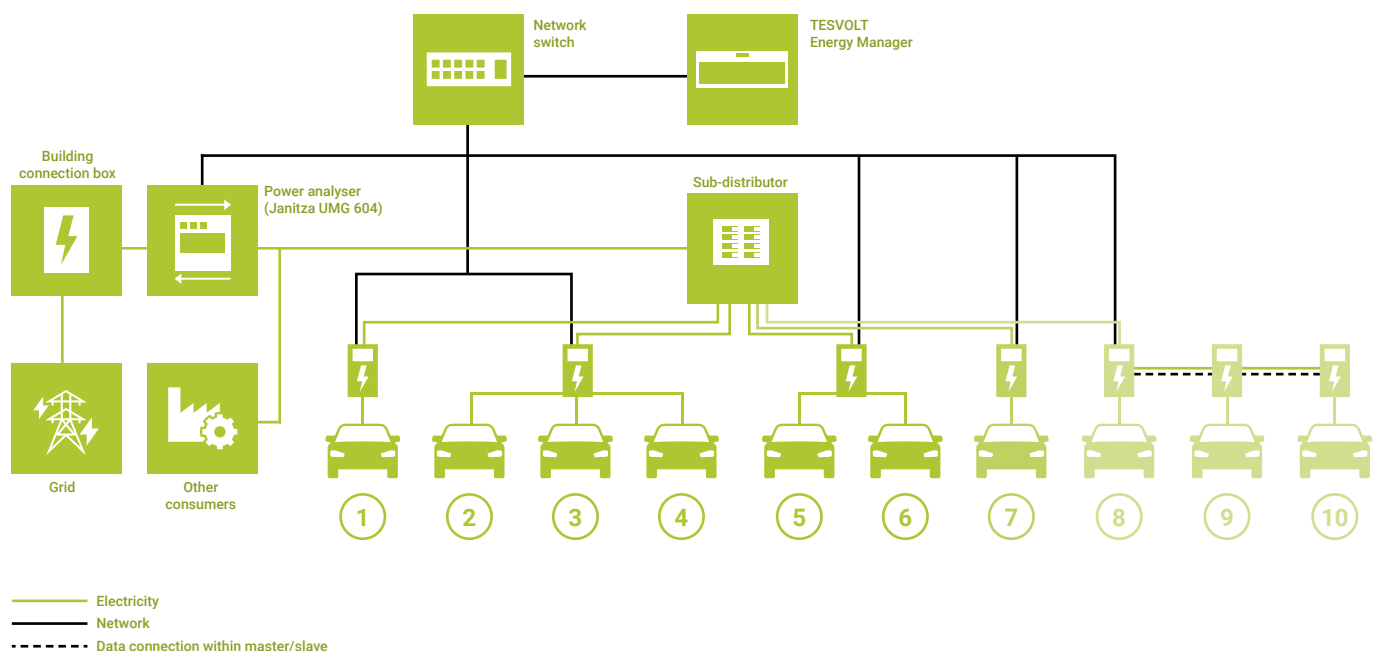 Network
switch
TESVOLT
Energy Manager
Building
connection box
Power analyser
(Janitza UMG 604)
Sub-distributor
Grid
Other
consumers
1
2
3
4
5
6
7
8
9
10
Electricity
Network
Data connection within master/slave